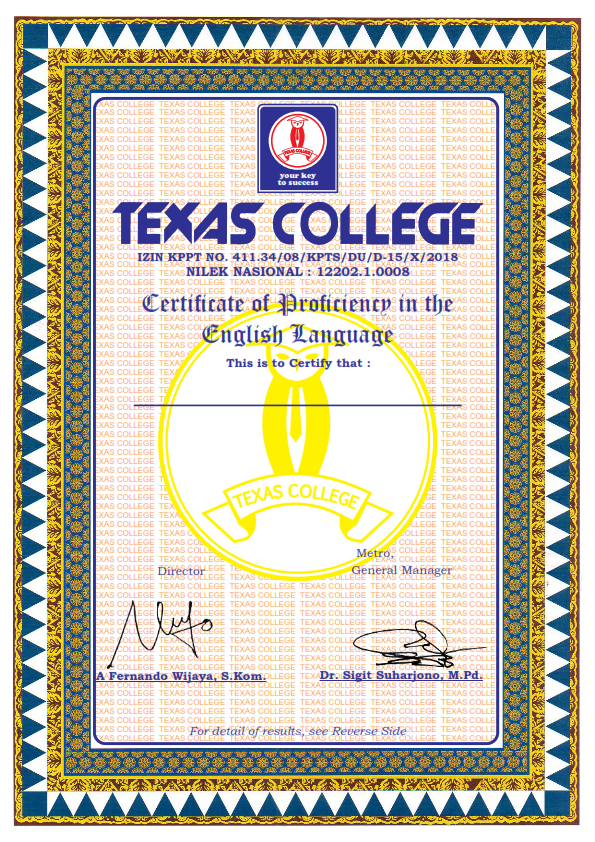 TEXAS COLLEGE
your key
to success
TEXAS COLLEGE
IZIN KPPT NO. 411.34/08/KPTS/DU/D-15/X/2018
NILEK NASIONAL : 12202.1.0008
Certificate of Proficiency in the
English Language
This is to Certify that :
TEXAS COLLEGE
Metro,
Director
General Manager
A Fernando Wijaya, S.Kom.
Dr. Sigit Suharjono, M.Pd.
For detail of results, see Reverse Side